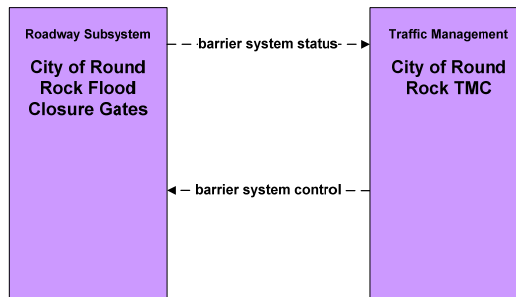 Roadway Subsystem
City of Round
Rock Flood
Closure Gates
barrier system status
Traffic Management
City of Round
Rock TMC
barrier system control